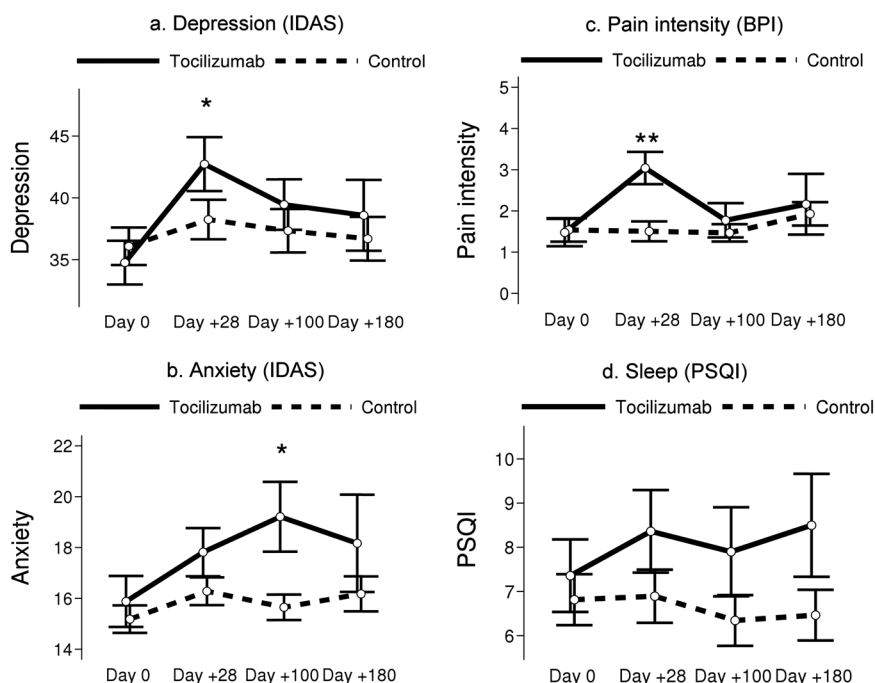 a. Depression (IDAS)
Tocilizumab Control
Depression
45
40
35
*
Day 0 Day +28 Day +100 Day +180
c. Pain intensity (BPI)
Tocilizumab Control
Pain intensity
5
4
3
2
1
0
**
Day 0 Day +28 Day +100 Day +180
b. Anxiety (IDAS)
Tocilizumab Control
Anxiety
22
20
18
16
14
*
Day 0 Day +28 Day +100 Day +180
d. Sleep (PSQI)
Tocilizumab Control
PSQI
10
9
8
7
6
Day 0 Day +28 Day +100 Day +180